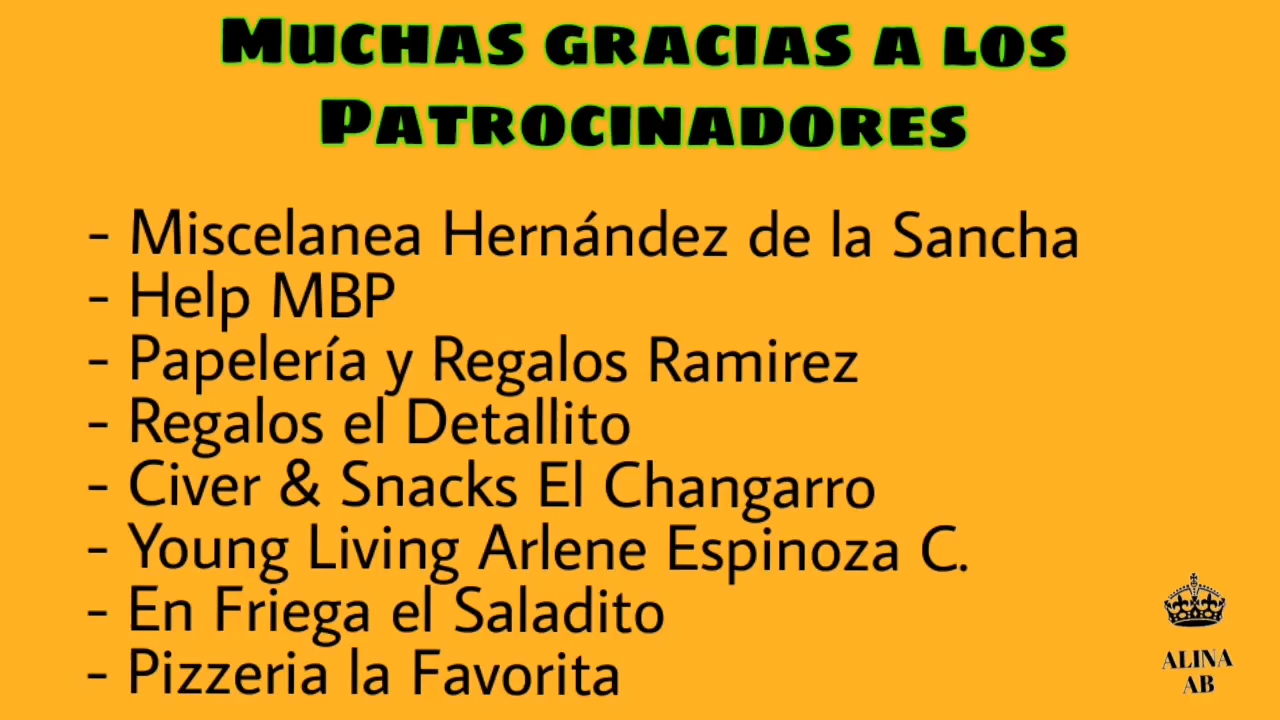 MUCHAS GRACIAS A LOS
PATROCINADORES
- Miscelanea Hernández de la Sancha
- Help MBP
- Papelería y Regalos Ramirez
- Regalos el Detallito
- Civer & Snacks El Changarro
- Young Living Arlene Espinoza C.
- En Friega el Saladito
- Pizzeria la Favorita
ALINA
AB